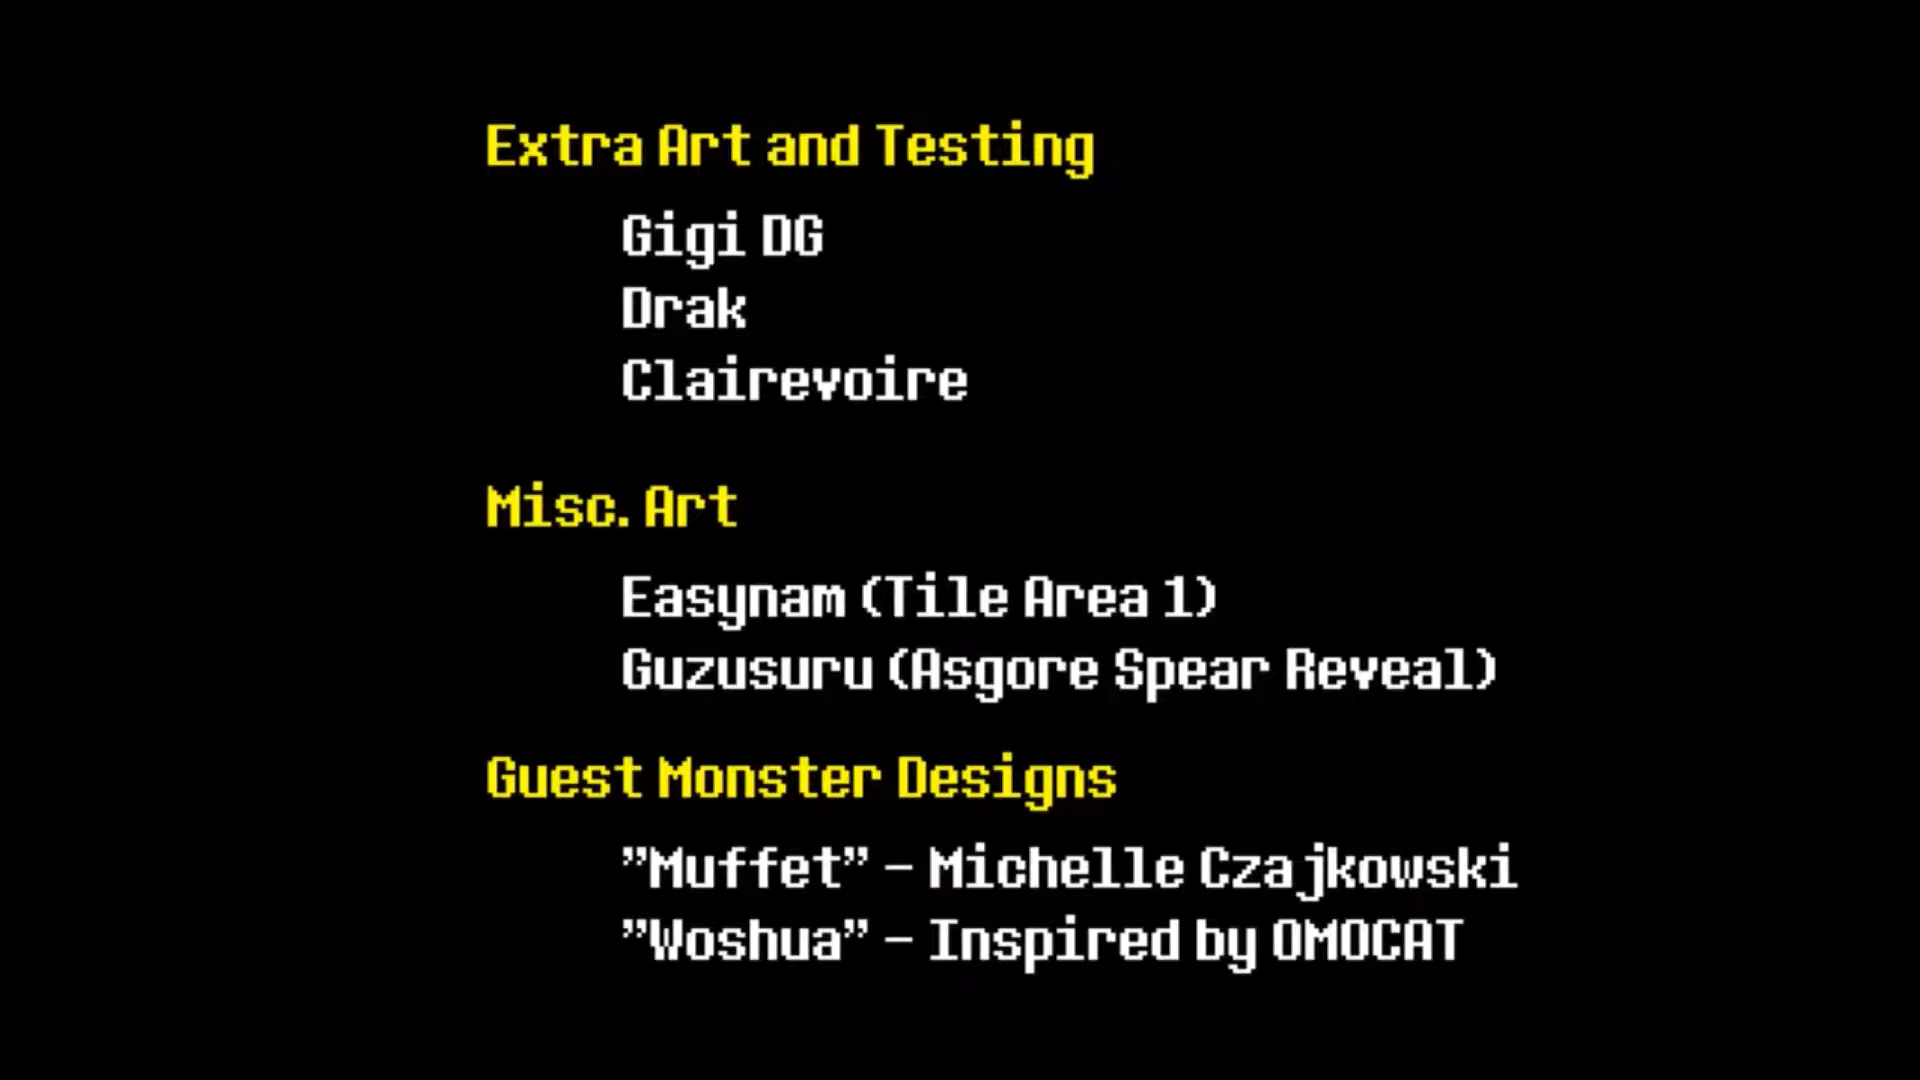 Extra Art and Testing
Gigi DG
Drak
Clairevoire
Misc. Art
Easynam (Tile Area 1)
Guzusuru (Asgore Spear Reveal)
Guest Monster Designs
”Muffet” – Michelle Czajkowski
”Woshua” – Inspired by OMOCAT